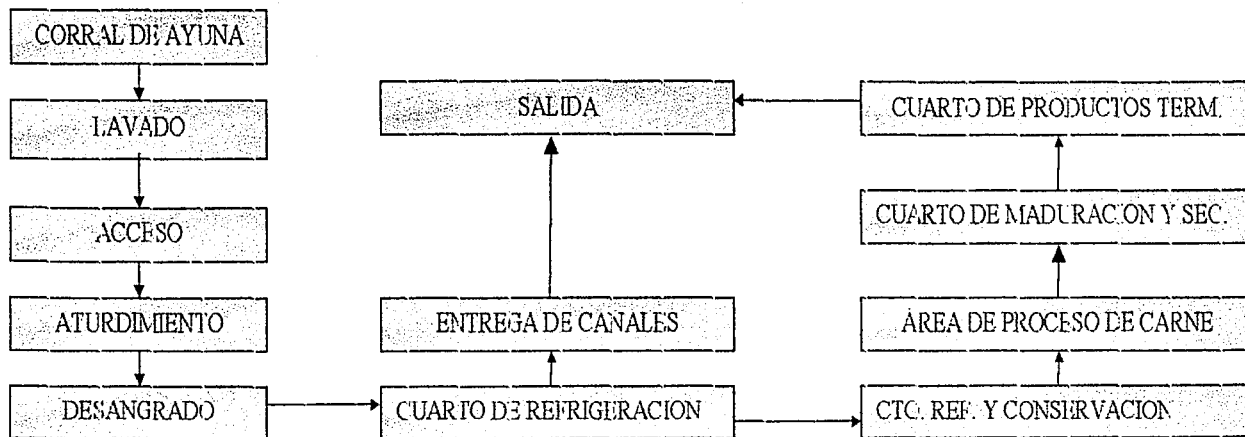 CORRAL DE AYUNA
LAVADO
ACCESO
ATURDIMIENTO
DESANGRADO
SALIDA
ENTREGA DE CANALES
CUARTO DE REFRIGERACION
CUARTO DE PRODUCTOS TERM.
CUARTO DE MADURACION Y SEC.
ÁREA DE PROCESO DE CARNE
CTO. REF. Y CONSERVACION